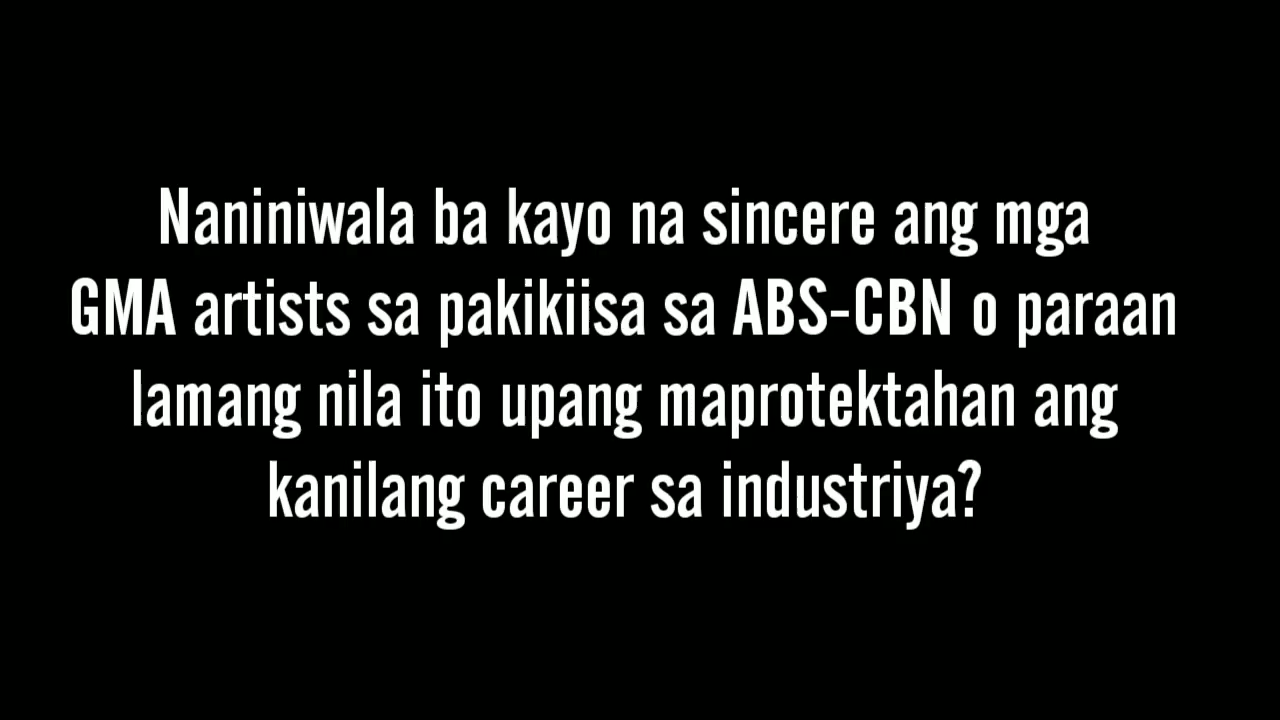 Naniniwala ba kayo na sincere ang mga
GMA artists sa pakikiisa sa ABS-CBN o paraan
lamang nila ito upang maprotektahan ang
kanilang career sa industriya?